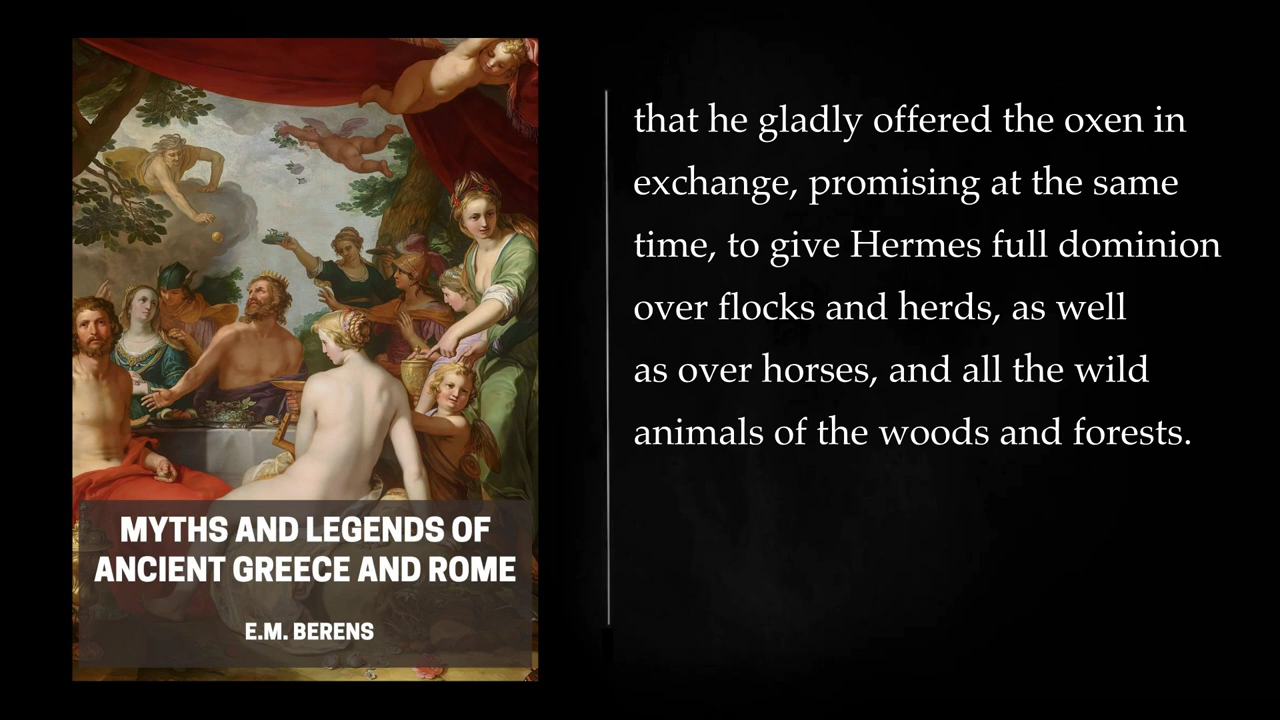 MYTHS AND LEGENDS OF
ANCIENT GREECE AND ROME
E.M. BERENS
that he gladly offered the oxen in
exchange, promising at the same
time, to give Hermes full dominion
over flocks and herds, as well
as over horses, and all the wild
animals of the woods and forests.